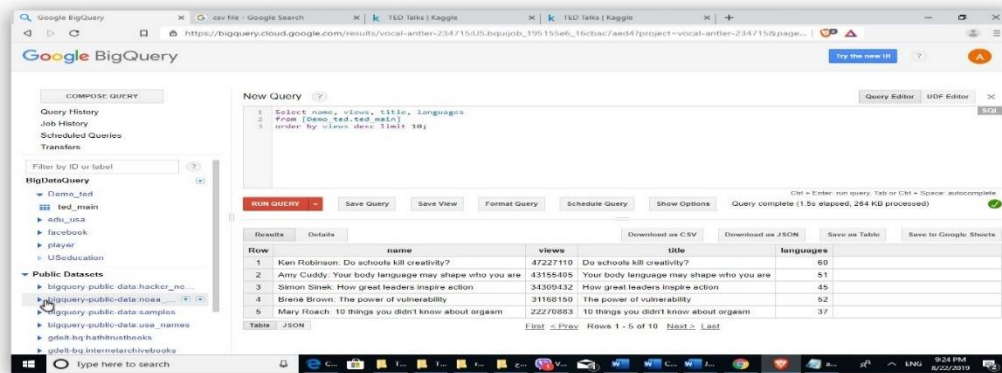 Google BigQuery
csv file - Google Search
TED Talks | Kaggle
TED Talks | Kaggle
Google BigQuery
Try the new UI
?
A
COMPOSE QUERY
Query History
Job History
Scheduled Queries
Transfers
Filter by ID or label
?
BigDataQuery
Demo_ted
ted_main
edu_usa
facebook
player
USeducation
Public Datasets
bigquery-public-data:hacker_ne...
bigquery-public-data:noaa_...
bigquery-public-data:samples
bigquery-public-data:usa_names
gdelt-bq:hathitrustbooks
gdelt-bq:internetarchivebooks
New Query ?
Query Editor UDF Editor
SQL
1 Select name, views, title, languages
2 from [Demo_ted.ted_main]
3 order by views desc limit 10;
Ctrl + Enter: run query, Tab or Ctrl + Space: autocomplete
RUN QUERY Save Query Save View Format Query Schedule Query Show Options Query complete (1.5s elapsed, 264 KB processed)
Results Details Download as CSV Download as JSON Save as Table Save to Google Sheets
Row name views title languages
1 Ken Robinson: Do schools kill creativity? 47227110 Do schools kill creativity? 60
2 Amy Cuddy: Your body language may shape who you are 43155405 Your body language may shape who you are 51
3 Simon Sinek: How great leaders inspire action 34309432 How great leaders inspire action 45
4 Brené Brown: The power of vulnerability 31168150 The power of vulnerability 52
5 Mary Roach: 10 things you didn't know about orgasm 22270883 10 things you didn't know about orgasm 37
Table JSON First < Prev Rows 1 - 5 of 10 Next > Last
Type here to search
ENG
9:24 PM
8/22/2019